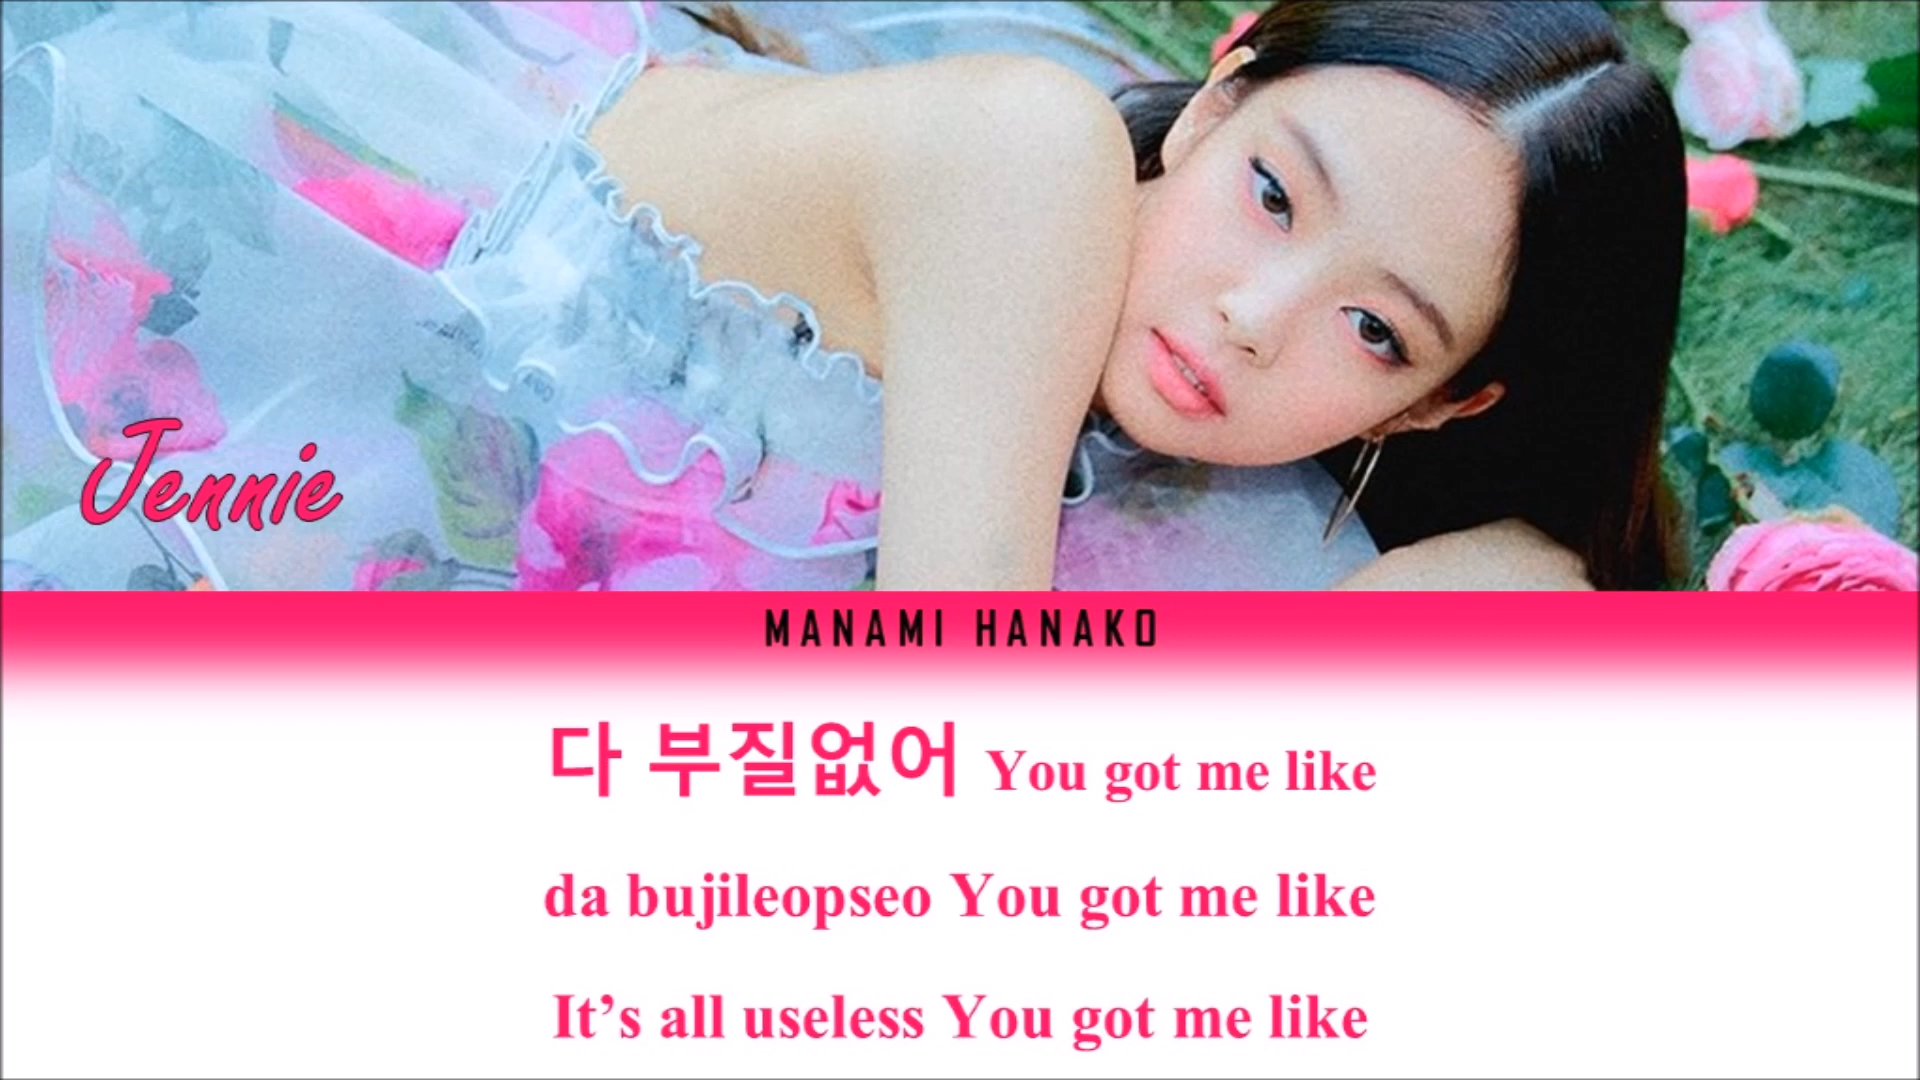 Jennie
MANAMI HANAKO
다 부질없어 You got me like
da bujileopseo You got me like
It’s all useless You got me like